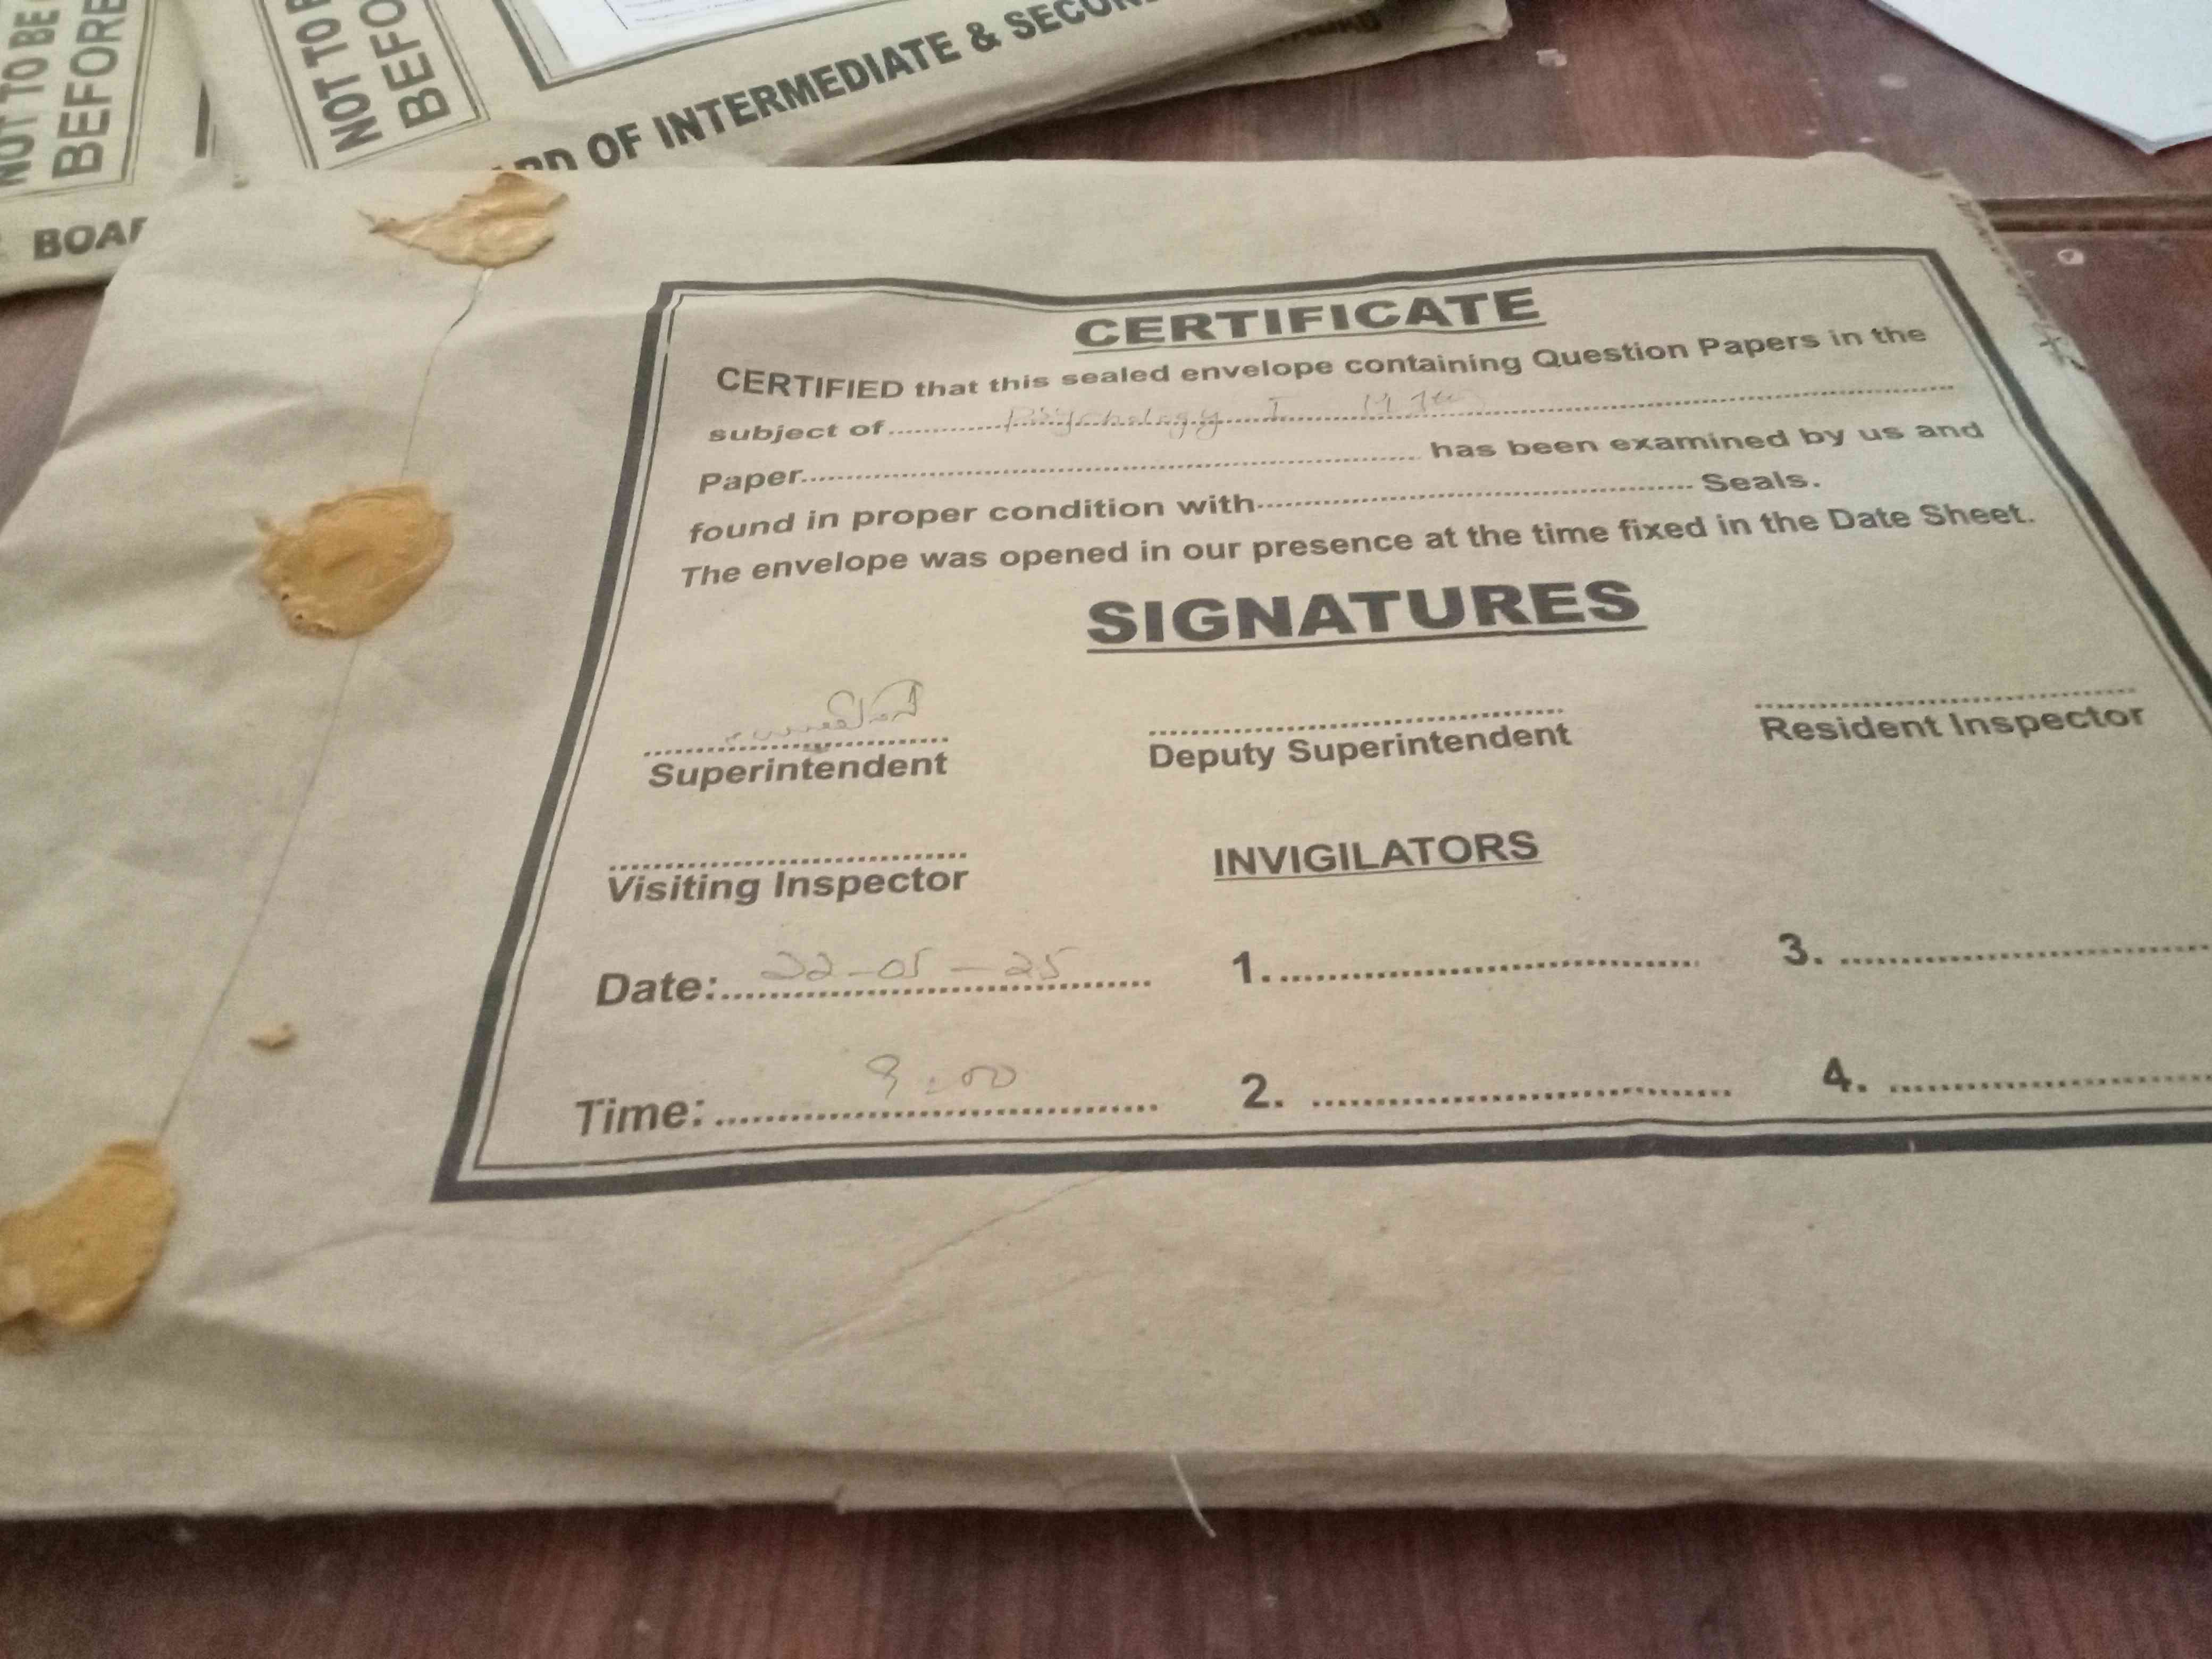 NOT TO BE
BEFORE
NOT TO B
BEFO
BOAR
ARD OF INTERMEDIATE & SECON
CERTIFICATE
CERTIFIED that this sealed envelope containing Question Papers in the
subject of Psychology I
Paper has been examined by us and
found in proper condition with Seals.
The envelope was opened in our presence at the time fixed in the Date Sheet.
SIGNATURES
Superintendent
Deputy Superintendent
Resident Inspector
Visiting Inspector
INVIGILATORS
Date: 22-05-25
1.
3.
Time: 9:00
2.
4.